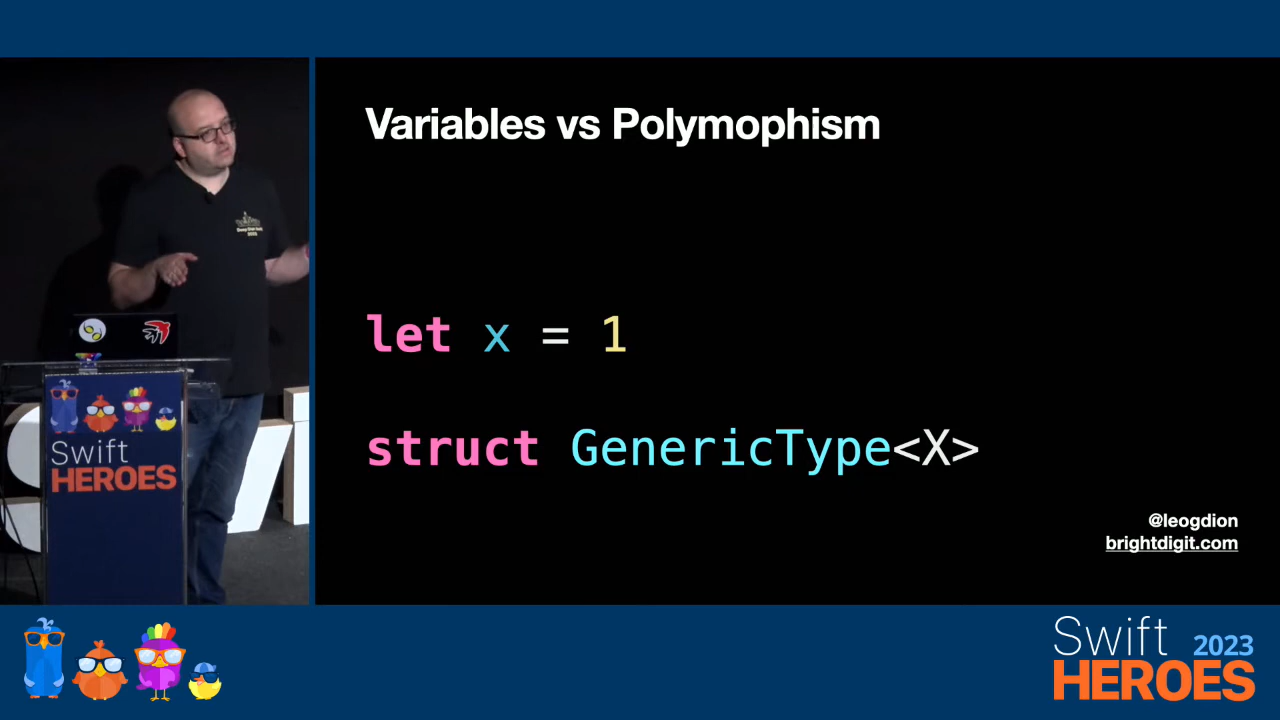 Variables vs Polymophism
let x = 1
struct GenericType<X>
@leogdion
brightdigit.com
Swift
HEROES
Swift 2023
HEROES